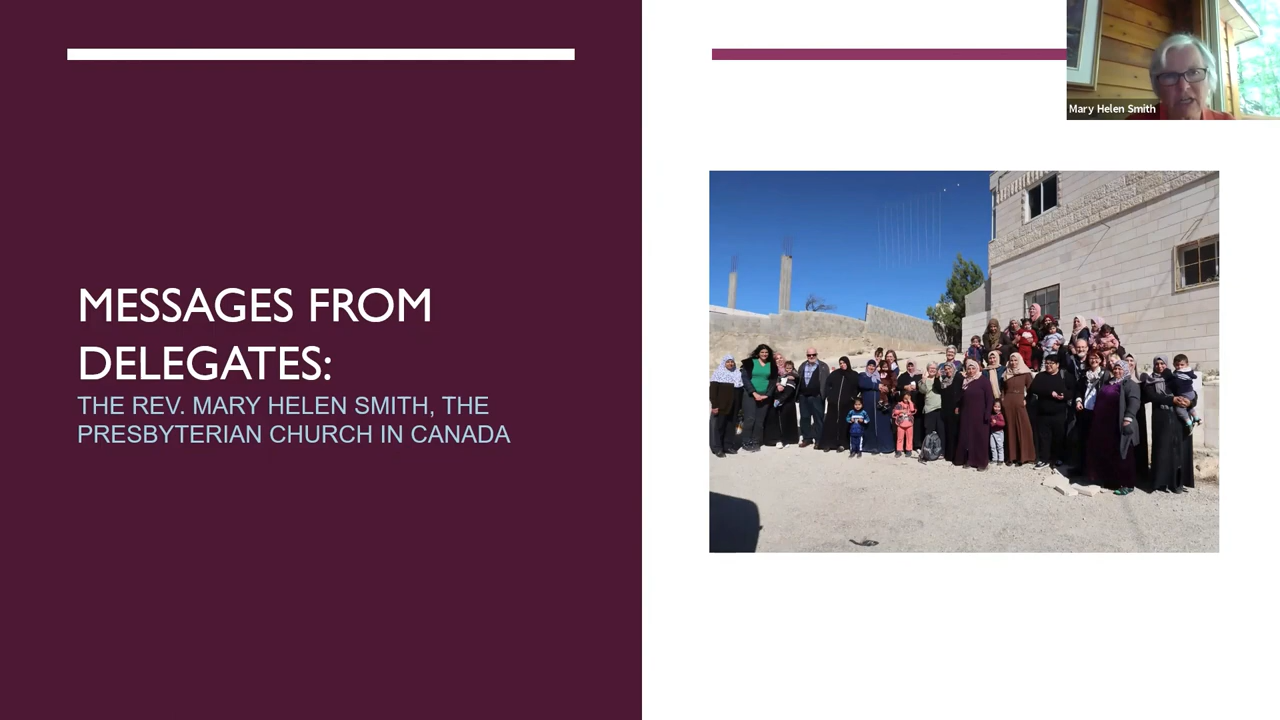 MESSAGES FROM
DELEGATES:
THE REV. MARY HELEN SMITH, THE
PRESBYTERIAN CHURCH IN CANADA
Mary Helen Smith